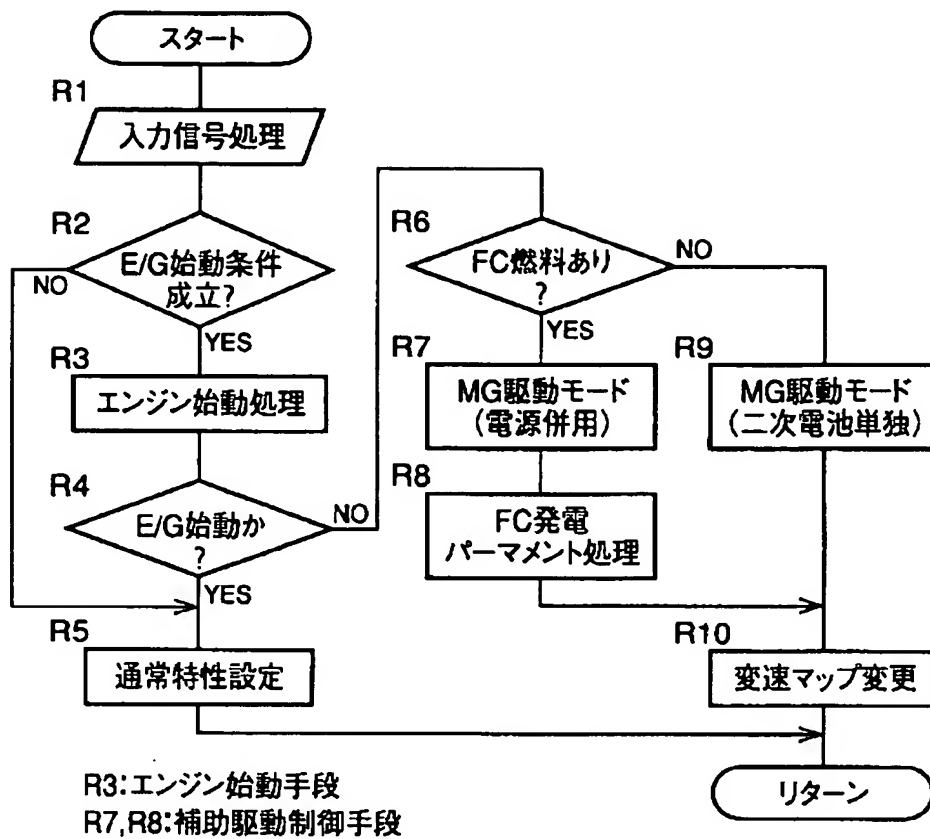 スタート
R1
入力信号処理
R2
E/G始動条件
成立?
NO
YES
R3
エンジン始動処理
R4
E/G始動か
?
NO
YES
R5
通常特性設定
R6
FC燃料あり
?
NO
YES
R7
MG駆動モード
(電源併用)
R8
FC発電
パーマメント処理
R9
MG駆動モード
(二次電池単独)
R10
変速マップ変更
リターン
R3:エンジン始動手段
R7,R8:補助駆動制御手段